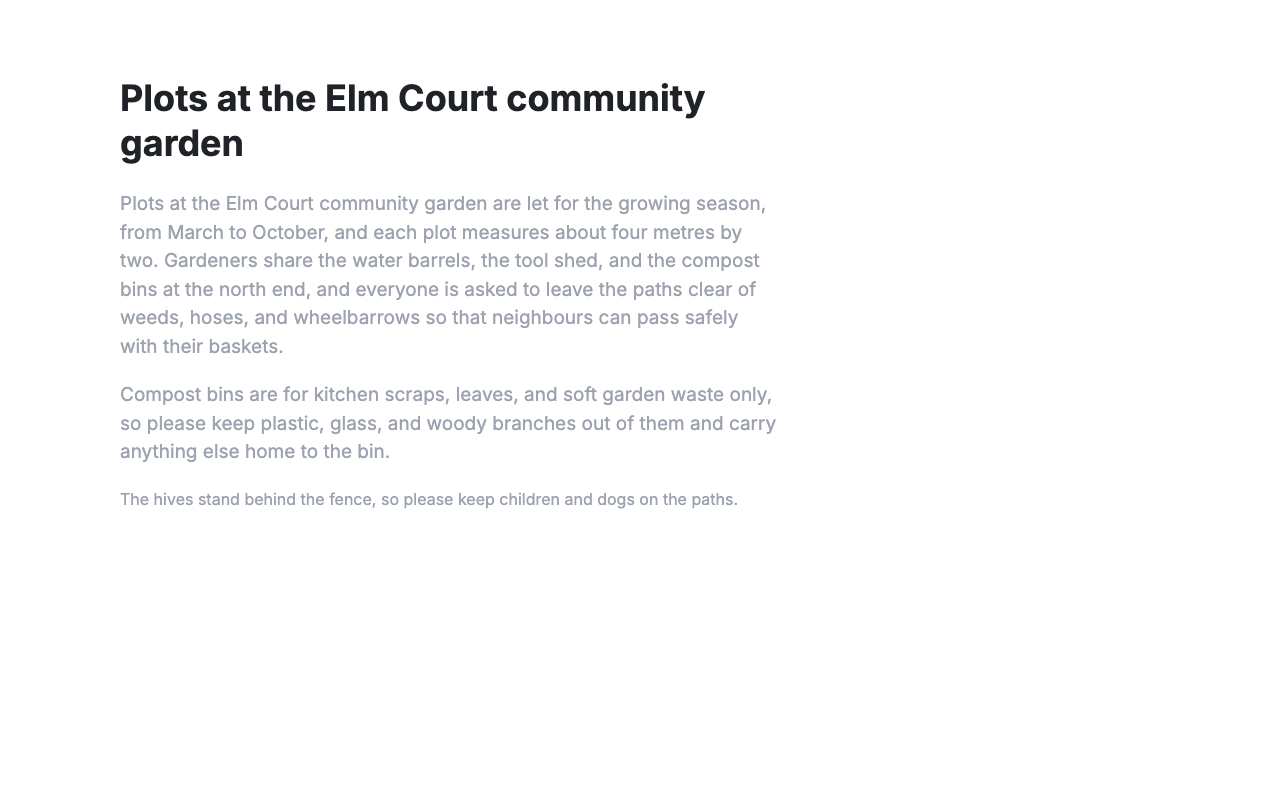 Plots at the Elm Court community
garden
Plots at the Elm Court community garden are let for the growing season,
from March to October, and each plot measures about four metres by
two. Gardeners share the water barrels, the tool shed, and the compost
bins at the north end, and everyone is asked to leave the paths clear of
weeds, hoses, and wheelbarrows so that neighbours can pass safely
with their baskets.
Compost bins are for kitchen scraps, leaves, and soft garden waste only,
so please keep plastic, glass, and woody branches out of them and carry
anything else home to the bin.
The hives stand behind the fence, so please keep children and dogs on the paths.